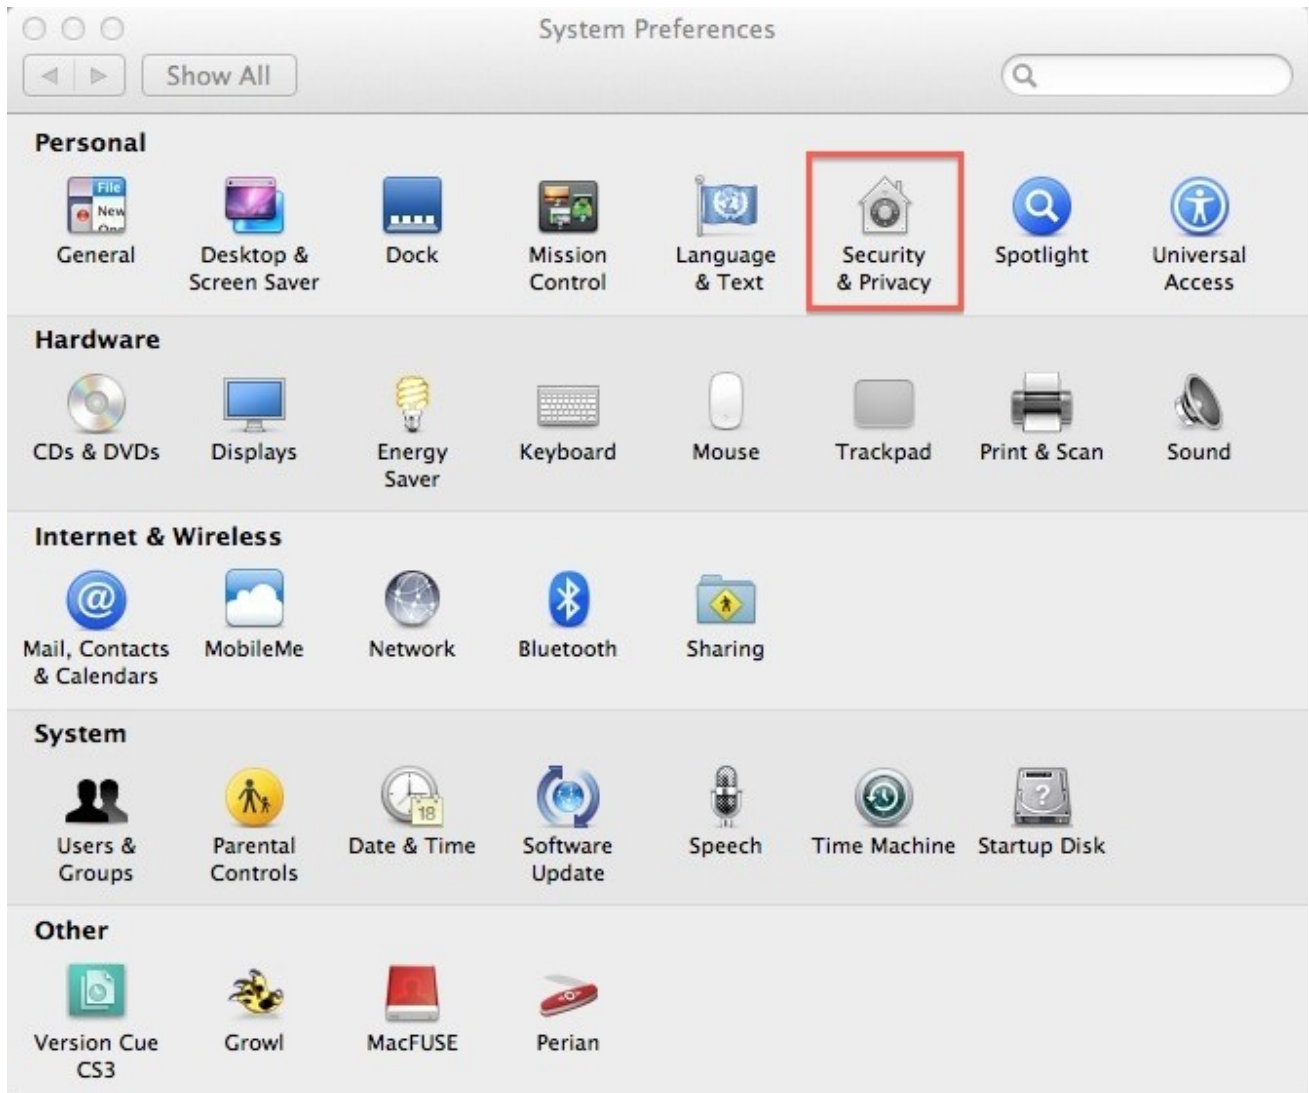 System Preferences
Show All
Personal
File
New
General
Desktop &
Screen Saver
Dock
Mission
Control
Language
& Text
Security
& Privacy
Spotlight
Universal
Access
Hardware
CDs & DVDs
Displays
Energy
Saver
Keyboard
Mouse
Trackpad
Print & Scan
Sound
Internet & Wireless
@
Mail, Contacts
& Calendars
MobileMe
Network
Bluetooth
Sharing
System
Users &
Groups
Parental
Controls
18
Date & Time
Software
Update
Speech
Time Machine
?
Startup Disk
Other
Version Cue
CS3
Growl
MacFUSE
Perian